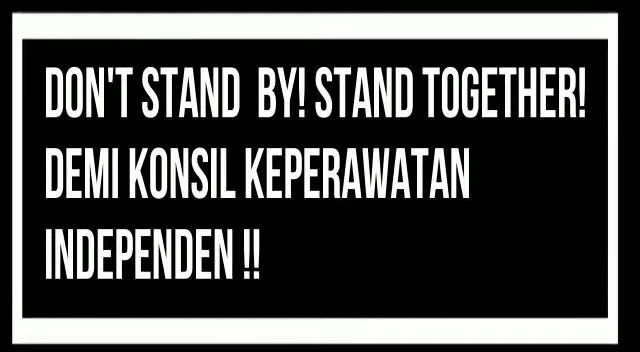 DON'T STAND BY! STAND TOGETHER!
DEMI KONSIL KEPERAWATAN
INDEPENDEN !!